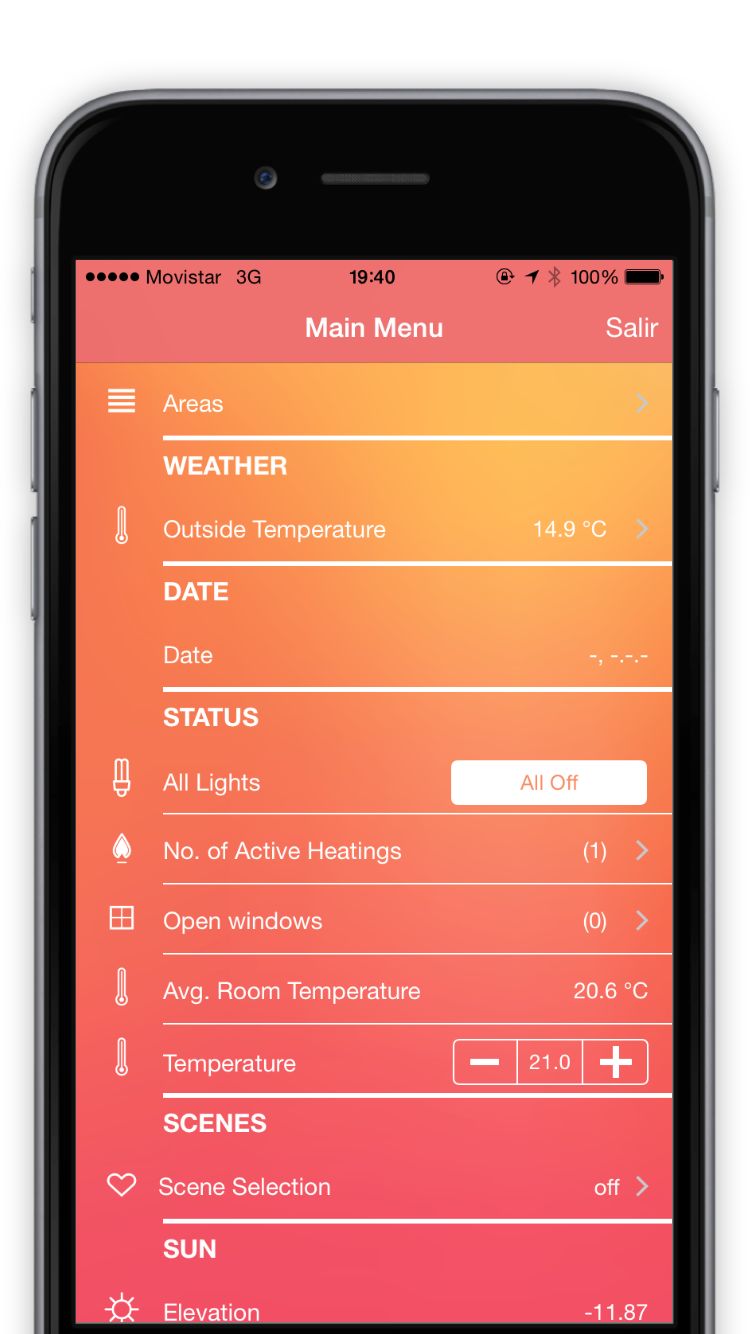 Movistar 3G 19:40 100%
Main Menu Salir
Areas
WEATHER
Outside Temperature 14.9 °C
DATE
Date -, -.-.-
STATUS
All Lights All Off
No. of Active Heatings (1)
Open windows (0)
Avg. Room Temperature 20.6 °C
Temperature 21.0
SCENES
Scene Selection off
SUN
Elevation -11.87